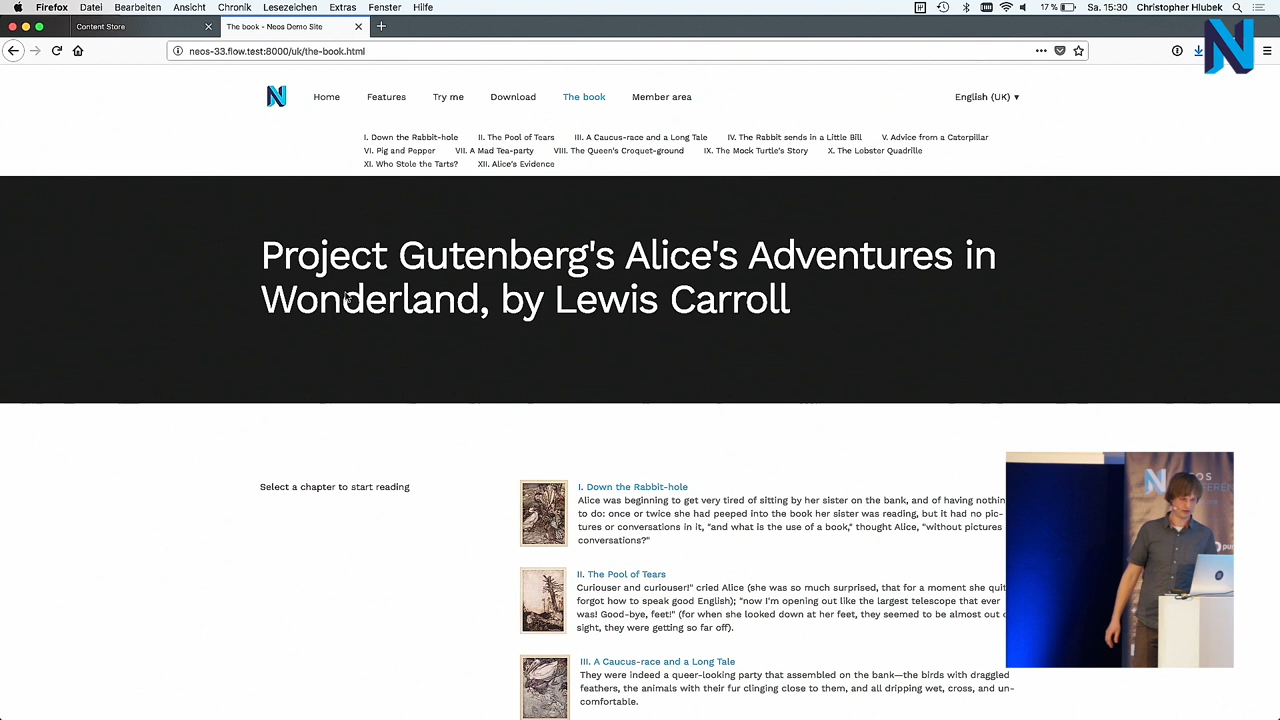 Firefox Datei Bearbeiten Ansicht Chronik Lesezeichen Extras Fenster Hilfe 17 % Sa. 15:30 Christopher Hlubek
Content Store The book - Neos Demo Site
neos-33.flow.test:8000/uk/the-book.html
N Home Features Try me Download The book Member area English (UK)
I. Down the Rabbit-hole II. The Pool of Tears III. A Caucus-race and a Long Tale IV. The Rabbit sends in a Little Bill V. Advice from a Caterpillar
VI. Pig and Pepper VII. A Mad Tea-party VIII. The Queen's Croquet-ground IX. The Mock Turtle's Story X. The Lobster Quadrille
XI. Who Stole the Tarts? XII. Alice's Evidence
Project Gutenberg's Alice's Adventures in
Wonderland, by Lewis Carroll
Select a chapter to start reading
I. Down the Rabbit-hole
Alice was beginning to get very tired of sitting by her sister on the bank, and of having nothin
to do: once or twice she had peeped into the book her sister was reading, but it had no pic-
tures or conversations in it, "and what is the use of a book," thought Alice, "without pictures
conversations?"
II. The Pool of Tears
Curiouser and curiouser!" cried Alice (she was so much surprised, that for a moment she quit
forgot how to speak good English); "now I'm opening out like the largest telescope that ever
was! Good-bye, feet!" (for when she looked down at her feet, they seemed to be almost out o
sight, they were getting so far off).
III. A Caucus-race and a Long Tale
They were indeed a queer-looking party that assembled on the bank—the birds with draggled
feathers, the animals with their fur clinging close to them, and all dripping wet, cross, and un-
comfortable.